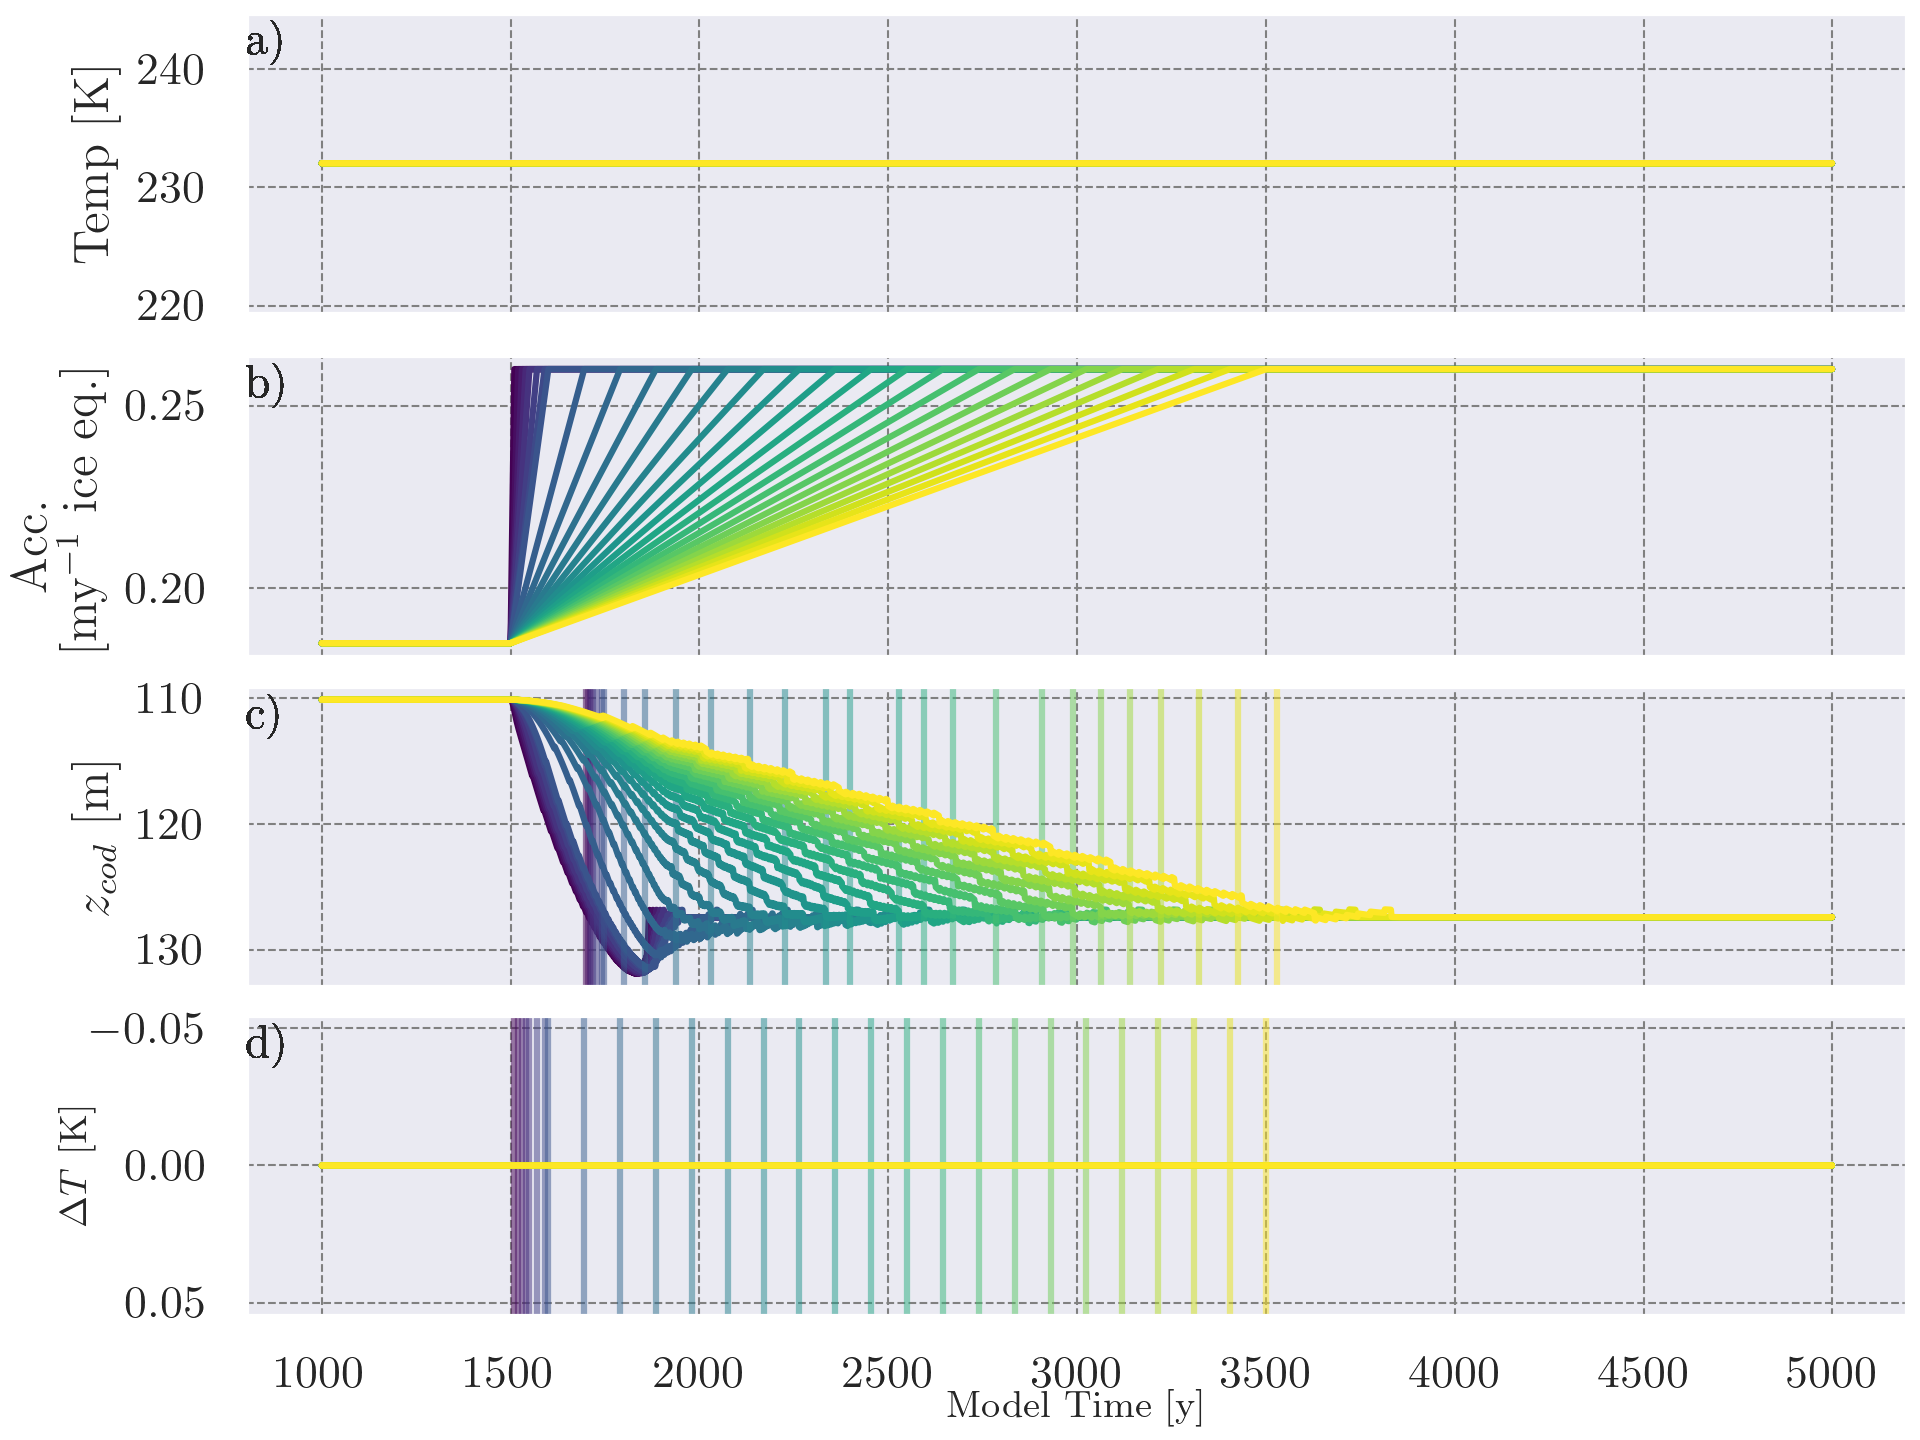 a)
Temp [K]
240
230
220
b)
Acc.
[my⁻¹ ice eq.]
0.25
0.20
c)
z_cod [m]
110
120
130
d)
ΔT [K]
−0.05
0.00
0.05
1000 1500 2000 2500 3000 3500 4000 4500 5000
Model Time [y]